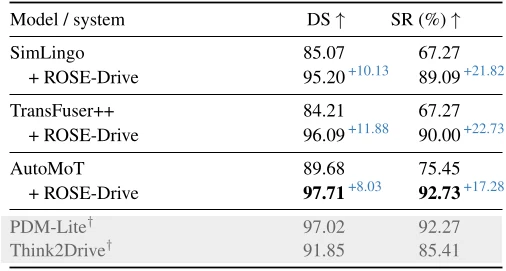 Model / system DS ↑ SR (%) ↑
SimLingo 85.07 67.27
+ ROSE-Drive 95.20 +10.13 89.09 +21.82
TransFuser++ 84.21 67.27
+ ROSE-Drive 96.09 +11.88 90.00 +22.73
AutoMoT 89.68 75.45
+ ROSE-Drive 97.71 +8.03 92.73 +17.28
PDM-Lite† 97.02 92.27
Think2Drive† 91.85 85.41